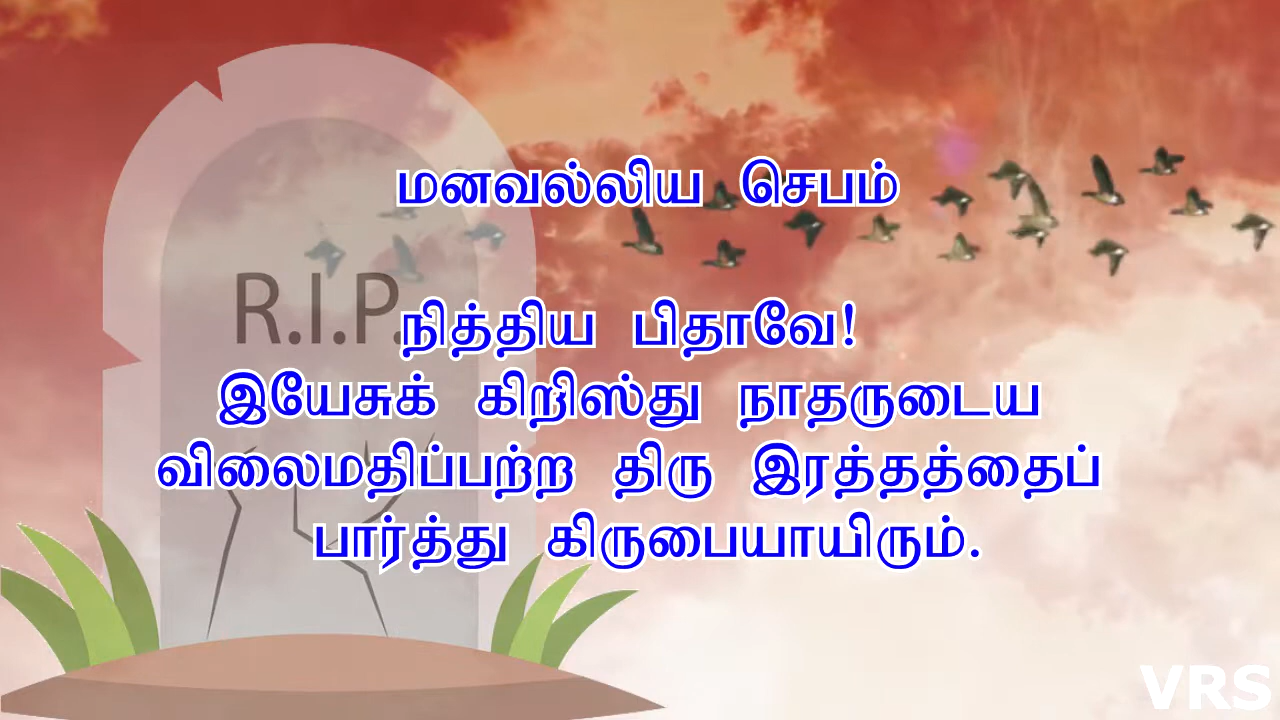 மனவல்லிய செபம்
R.I.P.
நித்திய பிதாவே!
இயேசுக் கிறிஸ்து நாதருடைய
விலைமதிப்பற்ற திரு இரத்தத்தைப்
பார்த்து கிருபையாயிரும்.
VRS